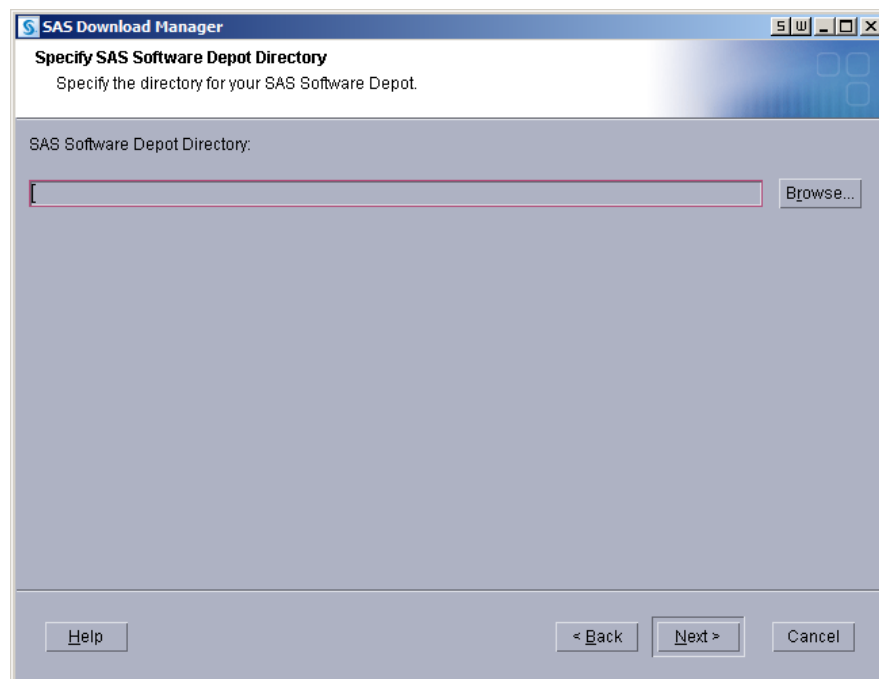 SAS Download Manager
Specify SAS Software Depot Directory
Specify the directory for your SAS Software Depot.
SAS Software Depot Directory:
Browse...
Help
< Back
Next >
Cancel